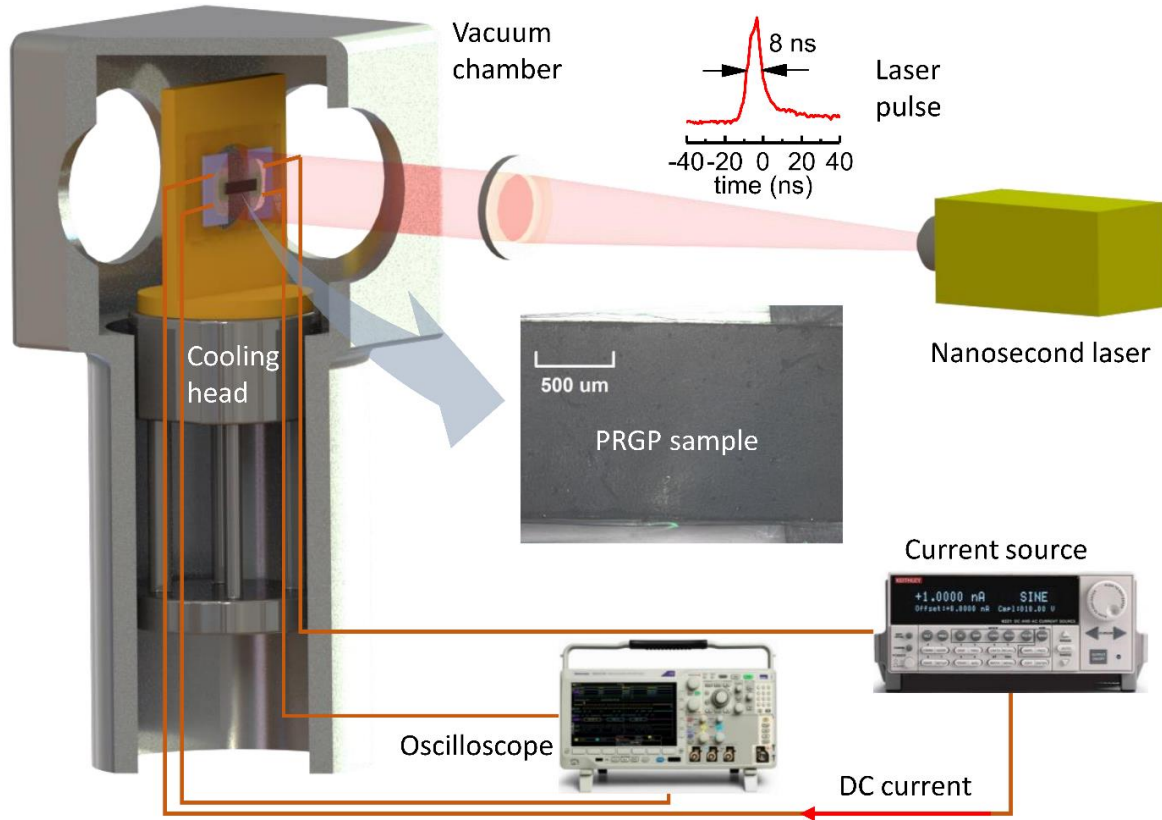 Vacuum
chamber
8 ns
Laser
pulse
-40 -20 0 20 40
time (ns)
Cooling
head
500 um
PRGP sample
Nanosecond laser
Current source
KEITHLEY
+1.0000 nA SINE
Oscilloscope
DC current